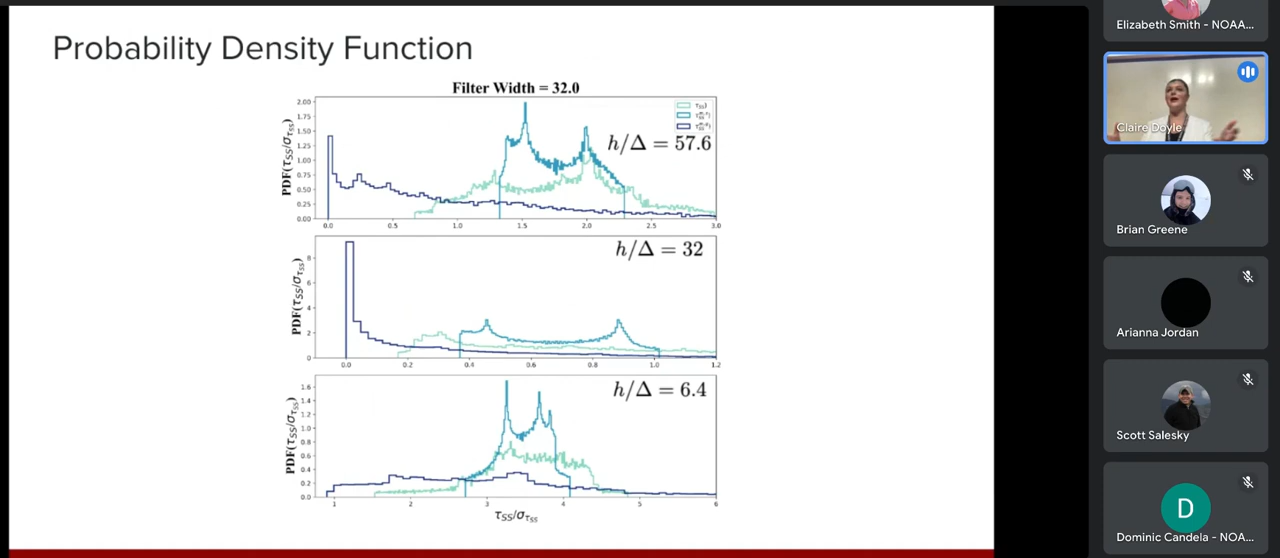 Probability Density Function
Filter Width = 32.0
PDF(τSS/στSS)
2.00
1.75
1.50
1.25
1.00
0.75
0.50
0.25
0.00
h/Δ = 57.6
0.0 0.5 1.0 1.5 2.0 2.5 3.0
PDF(τSS/στSS)
8
6
4
2
0
h/Δ = 32
0.0 0.2 0.4 0.6 0.8 1.0 1.2
PDF(τSS/στSS)
1.6
1.4
1.2
1.0
0.8
0.6
0.4
0.2
0.0
h/Δ = 6.4
1 2 3 4 5 6
τSS/στSS
Elizabeth Smith - NOAA...
Claire Doyle
Brian Greene
Arianna Jordan
Scott Salesky
D
Dominic Candela - NOA...